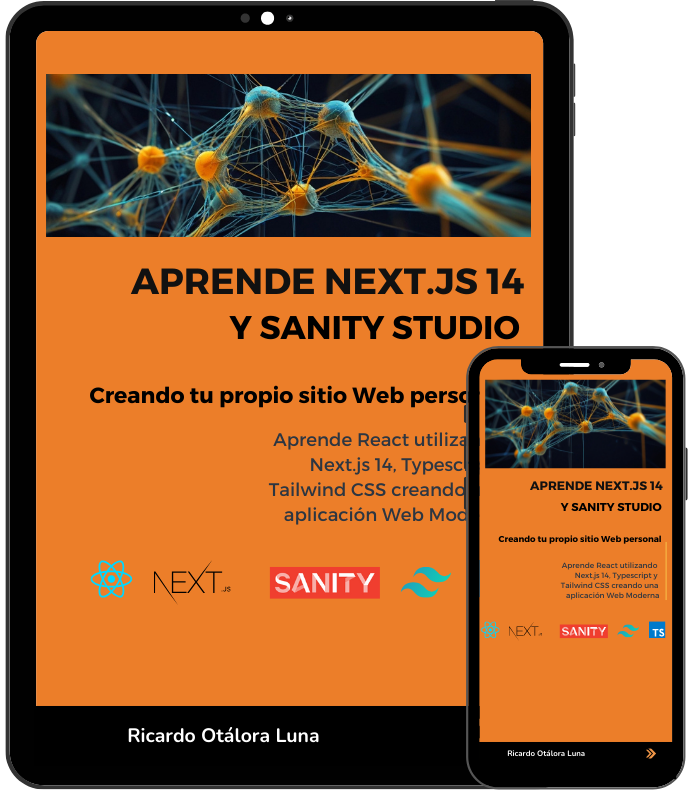 APRENDE NEXT.JS 14
Y SANITY STUDIO
Creando tu propio sitio Web perso
Aprende React utiliza
Next.js 14, Typesc
Tailwind CSS creando
aplicación Web Mod
NEXT.JS
SANITY
Ricardo Otálora Luna
APRENDE NEXT.JS 14
Y SANITY STUDIO
Creando tu propio sitio Web personal
Aprende React utilizando
Next.js 14, Typescript y
Tailwind CSS creando una
aplicación Web Moderna
NEXT.JS
SANITY
TS
Ricardo Otálora Luna